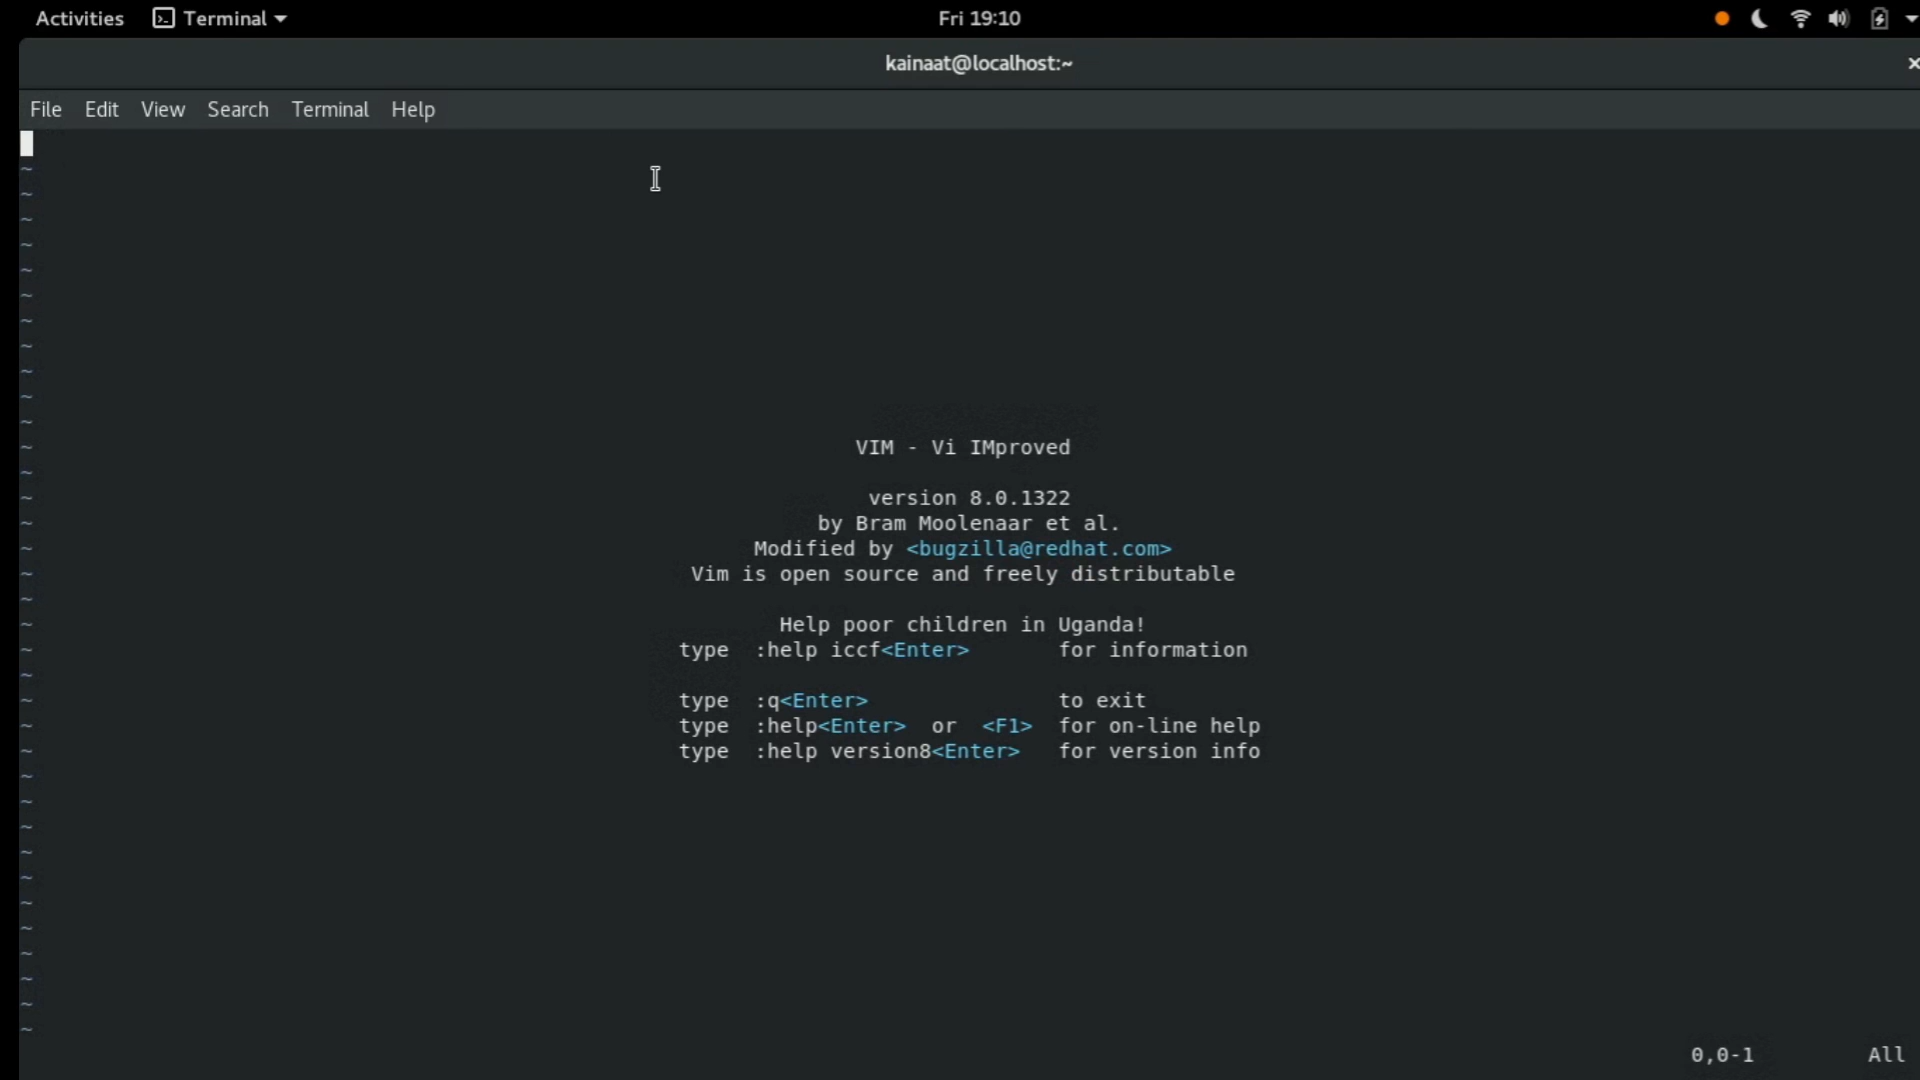 Activities Terminal Fri 19:10
kainaat@localhost:~
File Edit View Search Terminal Help
~
~
~
~
~
~
~
~
~
~
~
~ VIM - Vi IMproved
~
~ version 8.0.1322
~ by Bram Moolenaar et al.
~ Modified by <bugzilla@redhat.com>
~ Vim is open source and freely distributable
~
~ Help poor children in Uganda!
~ type :help iccf<Enter> for information
~
~ type :q<Enter> to exit
~ type :help<Enter> or <F1> for on-line help
~ type :help version8<Enter> for version info
~
~
~
~
~
~
~
~
~
~
~
0,0-1 All